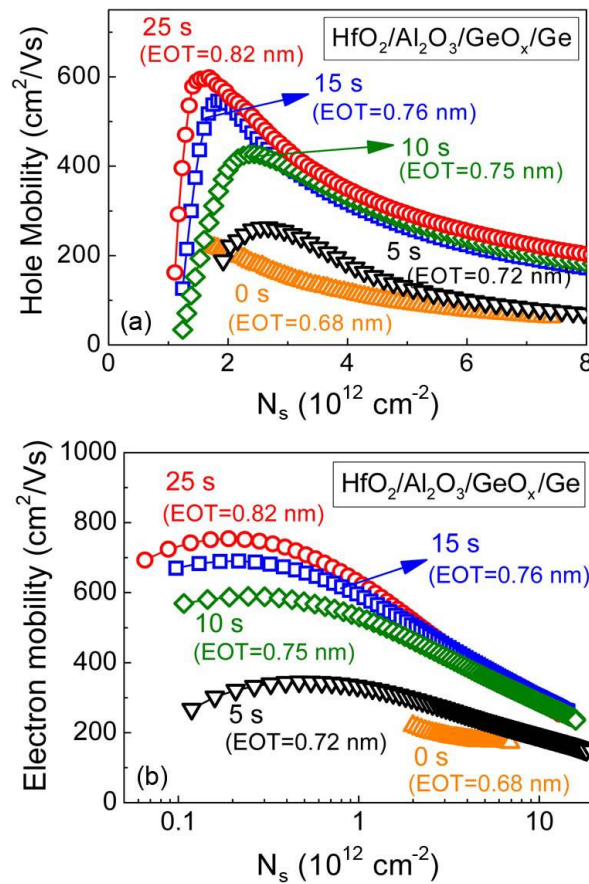 25 s
(EOT=0.82 nm)
HfO₂/Al₂O₃/GeOₓ/Ge
15 s
(EOT=0.76 nm)
10 s
(EOT=0.75 nm)
5 s
(EOT=0.72 nm)
0 s
(EOT=0.68 nm)
(a)
600
400
200
0
Hole Mobility (cm²/Vs)
0 2 4 6 8
Nₛ (10¹² cm⁻²)
25 s
(EOT=0.82 nm)
HfO₂/Al₂O₃/GeOₓ/Ge
15 s
(EOT=0.76 nm)
10 s
(EOT=0.75 nm)
5 s
(EOT=0.72 nm)
0 s
(EOT=0.68 nm)
(b)
1000
800
600
400
200
0
Electron mobility (cm²/Vs)
0.1 1 10
Nₛ (10¹² cm⁻²)